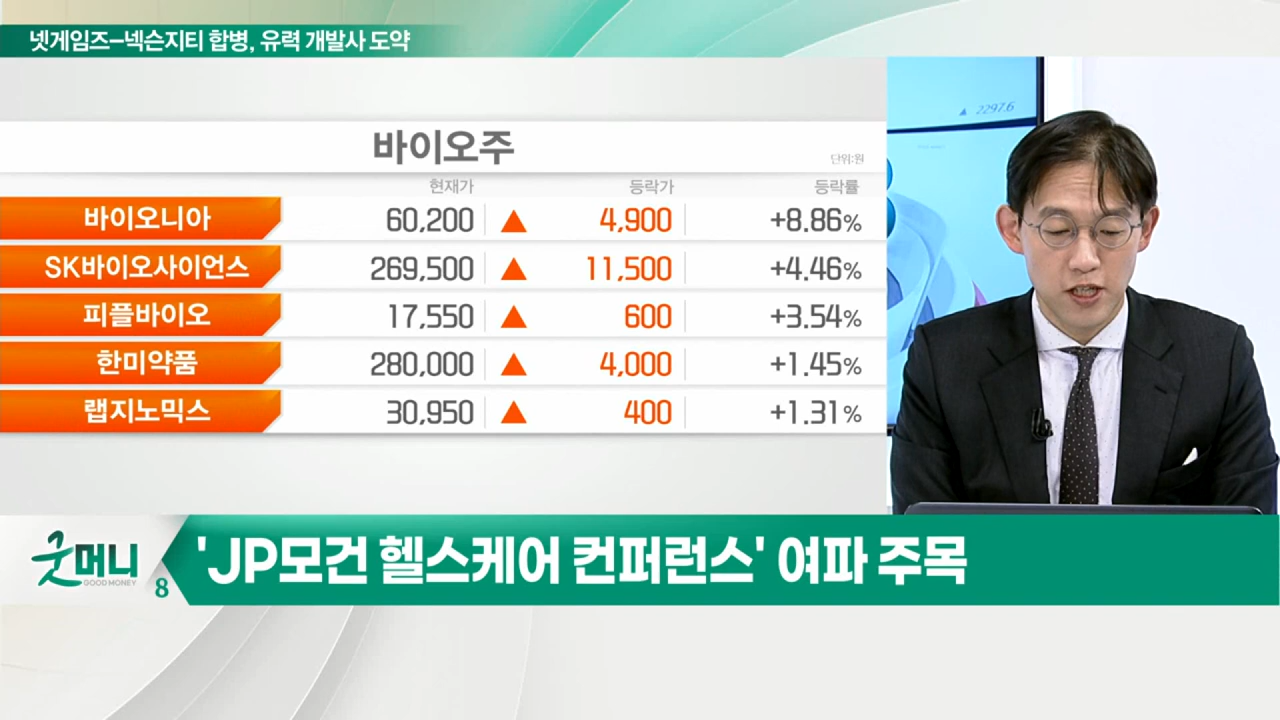 넷게임즈-넥슨지티 합병, 유력 개발사 도약
▲ 2297.6
바이오주
단위:원
현재가 등락가 등락률
바이오니아 60,200 ▲ 4,900 +8.86%
SK바이오사이언스 269,500 ▲ 11,500 +4.46%
피플바이오 17,550 ▲ 600 +3.54%
한미약품 280,000 ▲ 4,000 +1.45%
랩지노믹스 30,950 ▲ 400 +1.31%
굿머니
GOOD MONEY
8
'JP모건 헬스케어 컨퍼런스' 여파 주목